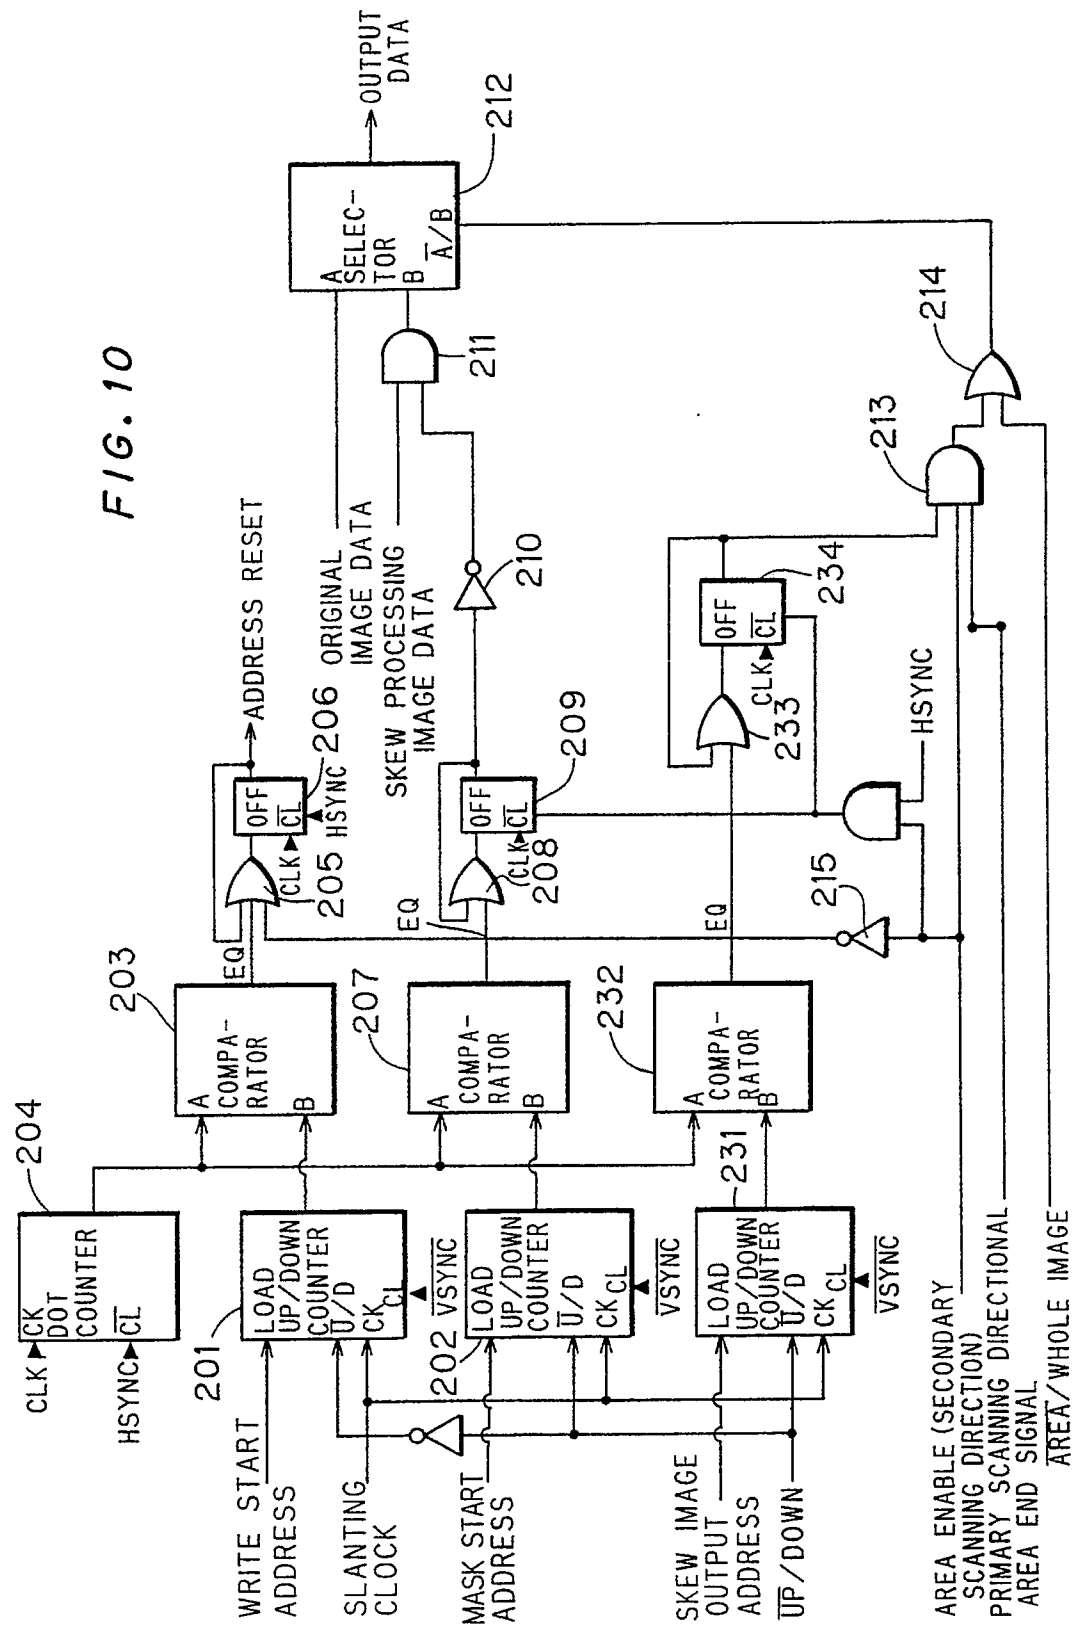 FIG. 10
CLK
CK
DOT
COUNTER
CL
HSYNC
204
WRITE START
ADDRESS
201
LOAD
UP/DOWN
COUNTER
U/D
CK
CL
VSYNC
SLANTING
CLOCK
MASK START
ADDRESS
202
LOAD
UP/DOWN
COUNTER
U/D
CK
CL
VSYNC
SKEW IMAGE
OUTPUT
ADDRESS
UP/DOWN
231
LOAD
UP/DOWN
COUNTER
U/D
CK
CL
VSYNC
203
A
COMPA-
RATOR
B
EQ
207
A
COMPA-
RATOR
B
EQ
232
A
COMPA-
RATOR
B
EQ
205
OFF
CL
CLK
HSYNC
206
ADDRESS RESET
208
OFF
CL
CLK
209
210
233
OFF
CL
CLK
234
215
HSYNC
ORIGINAL
IMAGE DATA
SKEW PROCESSING
IMAGE DATA
211
A
SELEC-
TOR
B
A/B
212
OUTPUT
DATA
213
214
AREA ENABLE (SECONDARY
SCANNING DIRECTION)
PRIMARY SCANNING DIRECTIONAL
AREA END SIGNAL
AREA/WHOLE IMAGE